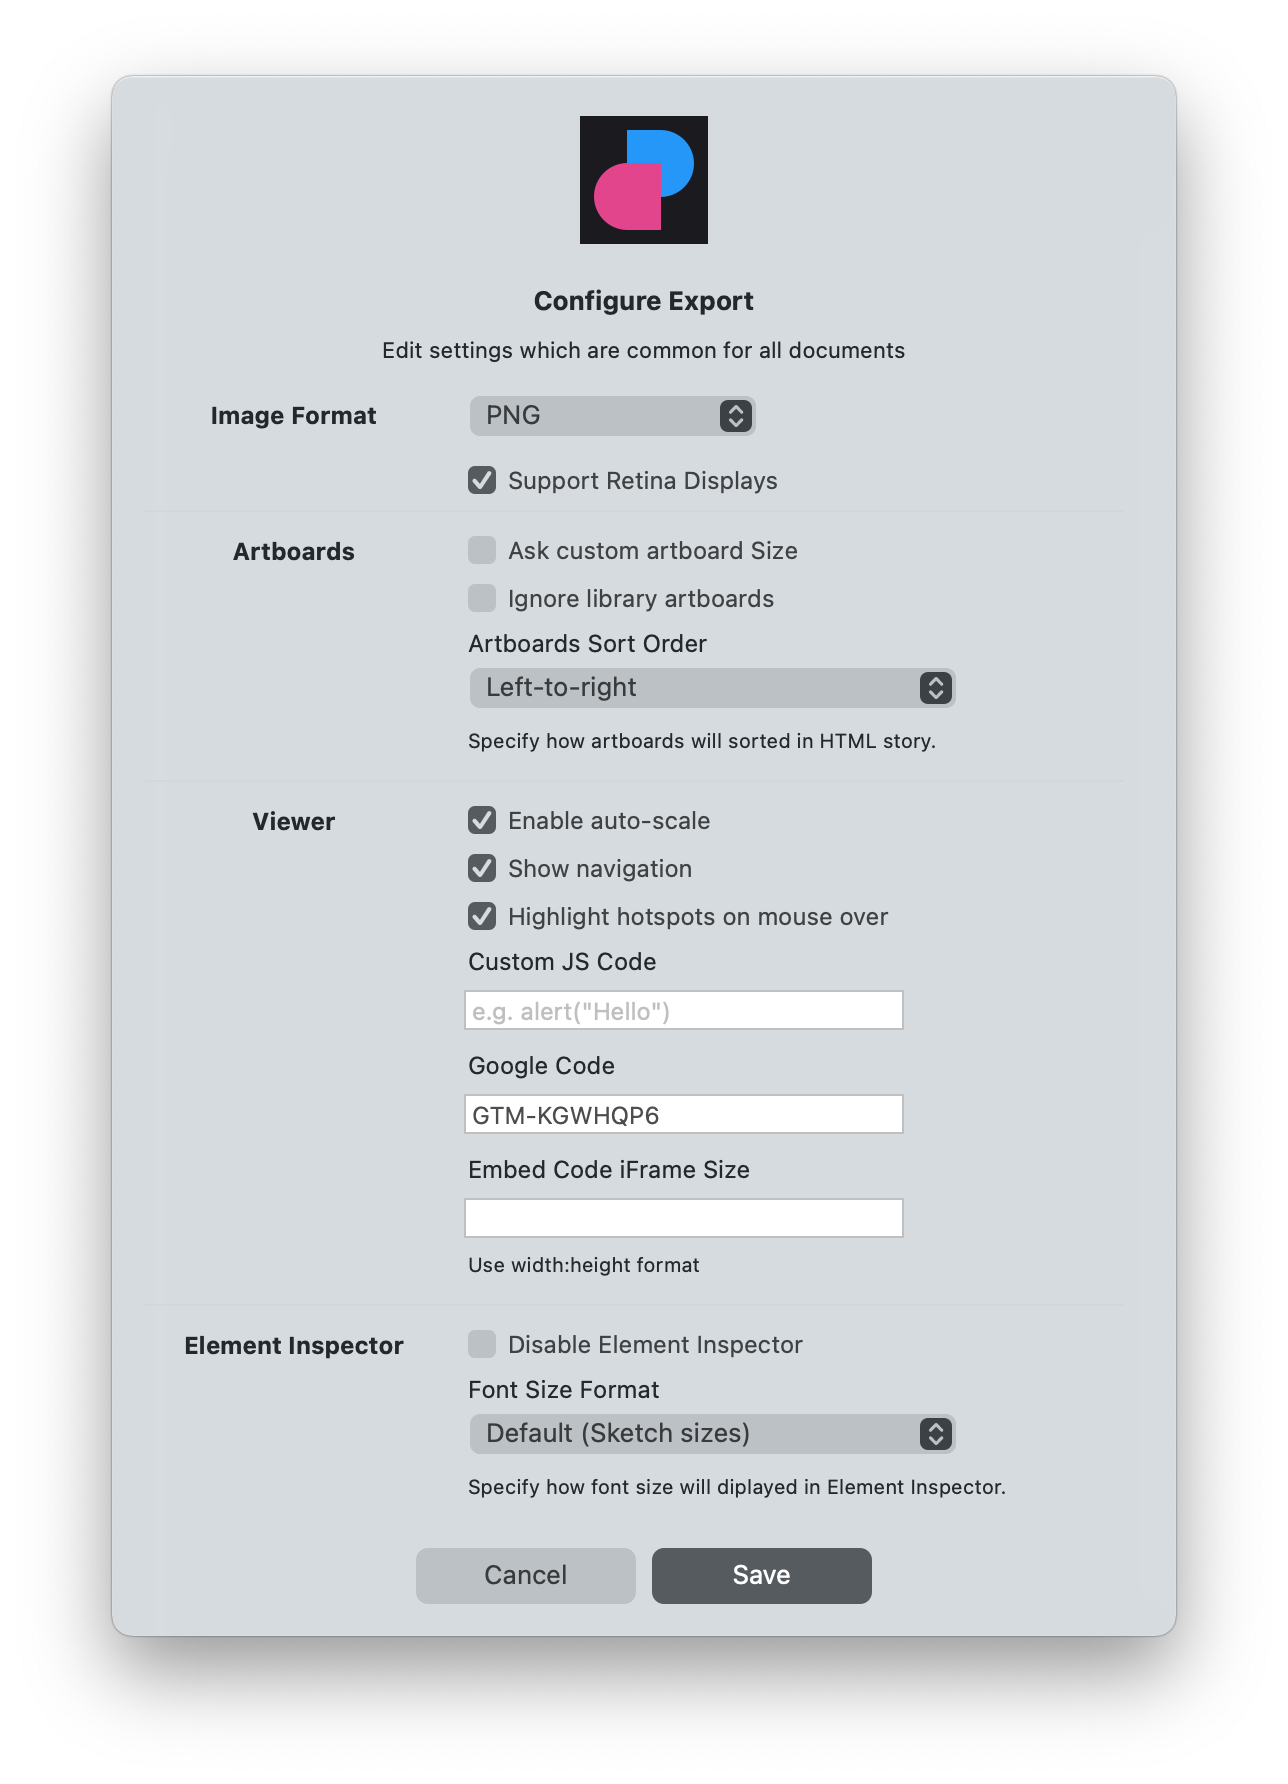 Configure Export
Edit settings which are common for all documents
Image Format
PNG
Support Retina Displays
Artboards
Ask custom artboard Size
Ignore library artboards
Artboards Sort Order
Left-to-right
Specify how artboards will sorted in HTML story.
Viewer
Enable auto-scale
Show navigation
Highlight hotspots on mouse over
Custom JS Code
e.g. alert("Hello")
Google Code
GTM-KGWHQP6
Embed Code iFrame Size
Use width:height format
Element Inspector
Disable Element Inspector
Font Size Format
Default (Sketch sizes)
Specify how font size will diplayed in Element Inspector.
Cancel
Save